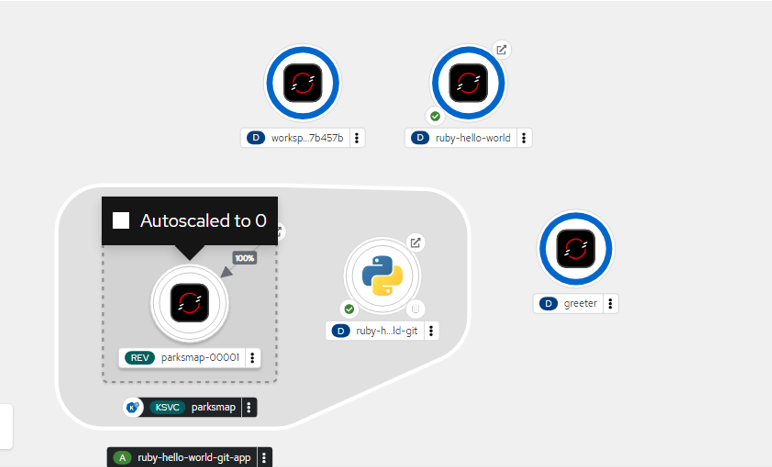 D worksp...7b457b
D ruby-hello-world
Autoscaled to 0
100%
D greeter
D ruby-h...ld-git
REV parksmap-00001
K KSVC parksmap
A ruby-hello-world-git-app